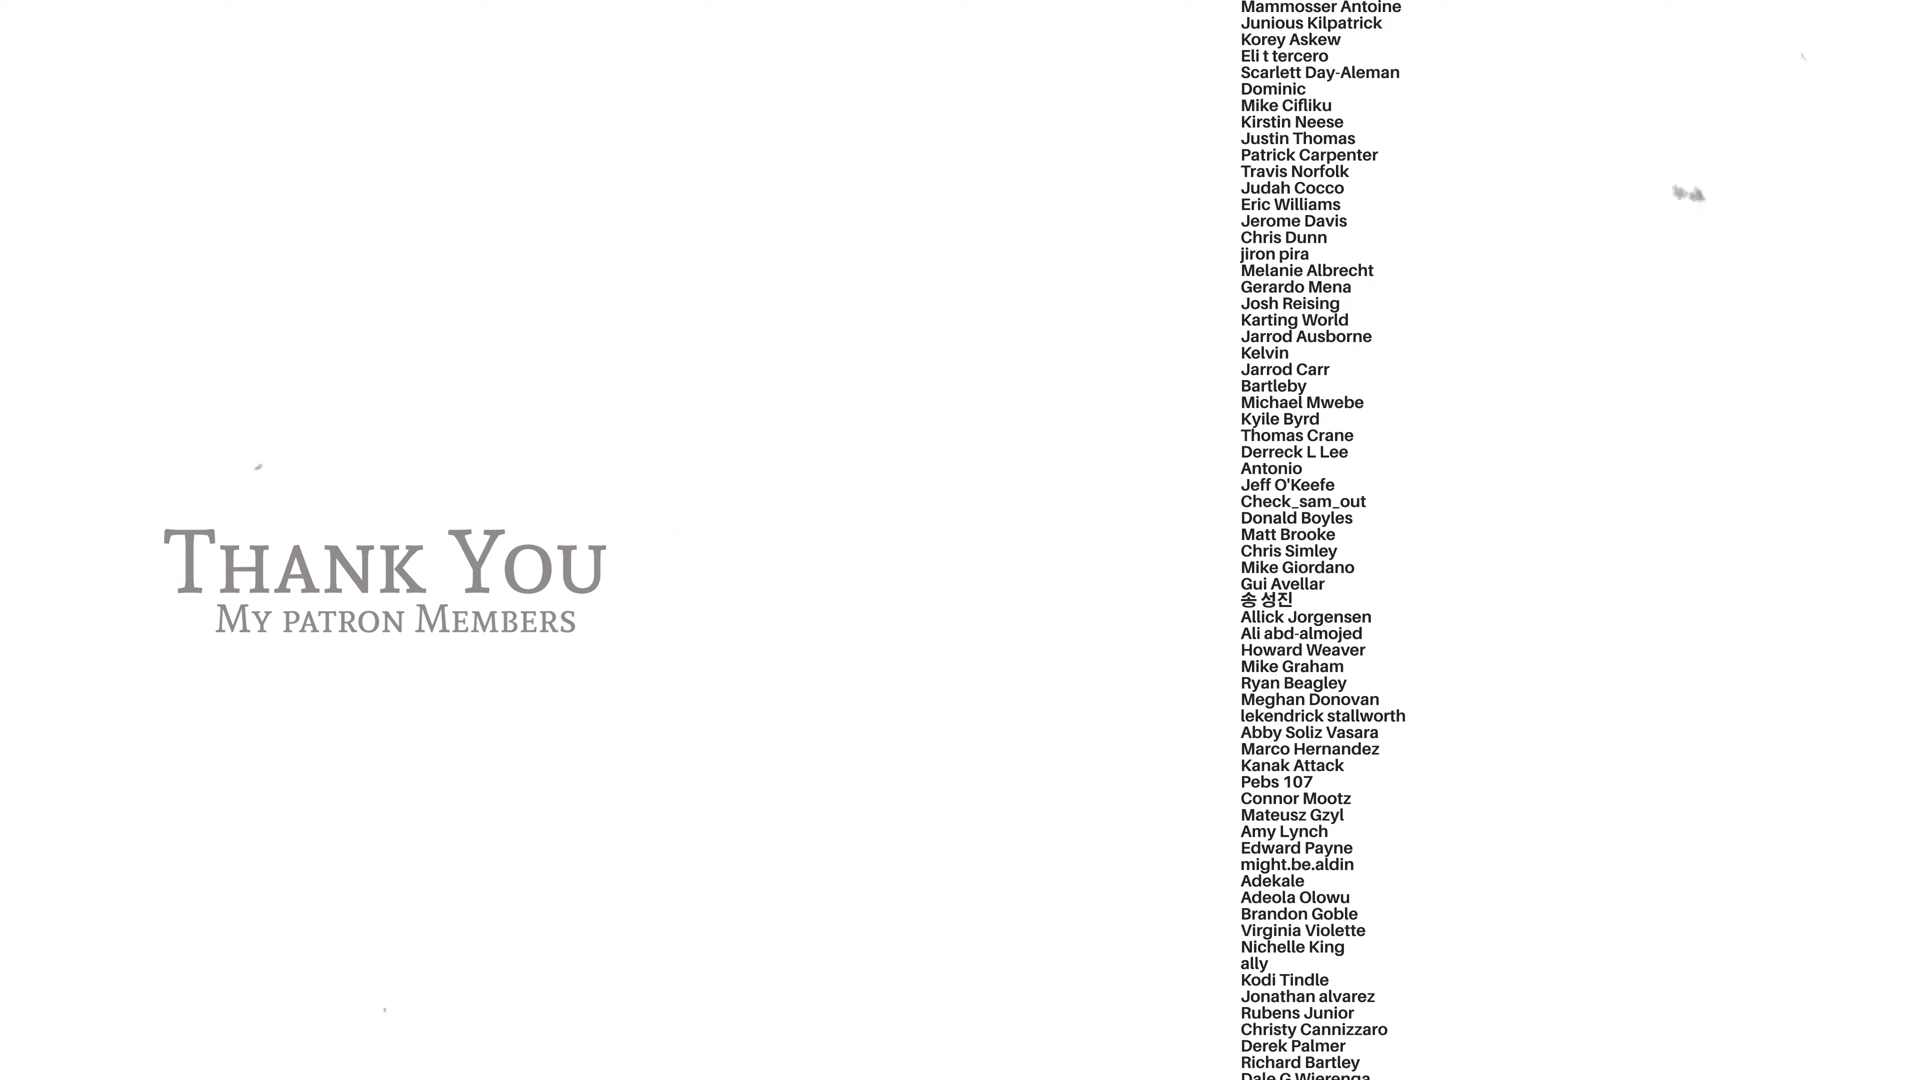 Thank You
My patron Members
Mammosser Antoine
Junious Kilpatrick
Korey Askew
Eli t tercero
Scarlett Day-Aleman
Dominic
Mike Cifliku
Kirstin Neese
Justin Thomas
Patrick Carpenter
Travis Norfolk
Judah Cocco
Eric Williams
Jerome Davis
Chris Dunn
jiron pira
Melanie Albrecht
Gerardo Mena
Josh Reising
Karting World
Jarrod Ausborne
Kelvin
Jarrod Carr
Bartleby
Michael Mwebe
Kyile Byrd
Thomas Crane
Derreck L Lee
Antonio
Jeff O'Keefe
Check_sam_out
Donald Boyles
Matt Brooke
Chris Simley
Mike Giordano
Gui Avellar
송 성진
Allick Jorgensen
Ali abd-almojed
Howard Weaver
Mike Graham
Ryan Beagley
Meghan Donovan
lekendrick stallworth
Abby Soliz Vasara
Marco Hernandez
Kanak Attack
Pebs 107
Connor Mootz
Mateusz Gzyl
Amy Lynch
Edward Payne
might.be.aldin
Adekale
Adeola Olowu
Brandon Goble
Virginia Violette
Nichelle King
ally
Kodi Tindle
Jonathan alvarez
Rubens Junior
Christy Cannizzaro
Derek Palmer
Richard Bartley
Dale G Wierenga